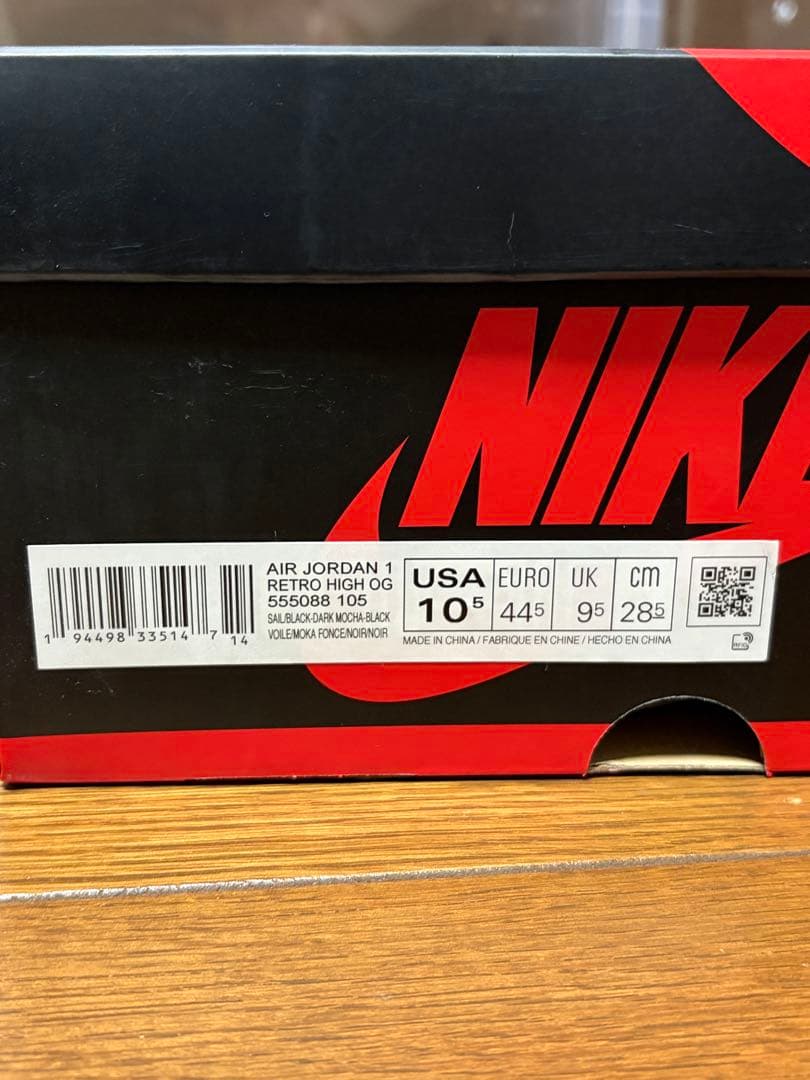 NIKE
AIR JORDAN 1
RETRO HIGH OG
555088 105
SAIL/BLACK-DARK MOCHA-BLACK
VOILE/MOKA FONCE/NOIR/NOIR
1 94498 33514 7 14
USA EURO UK cm
10⁵ 44⁵ 9⁵ 28⁵
MADE IN CHINA / FABRIQUE EN CHINE / HECHO EN CHINA
RFID